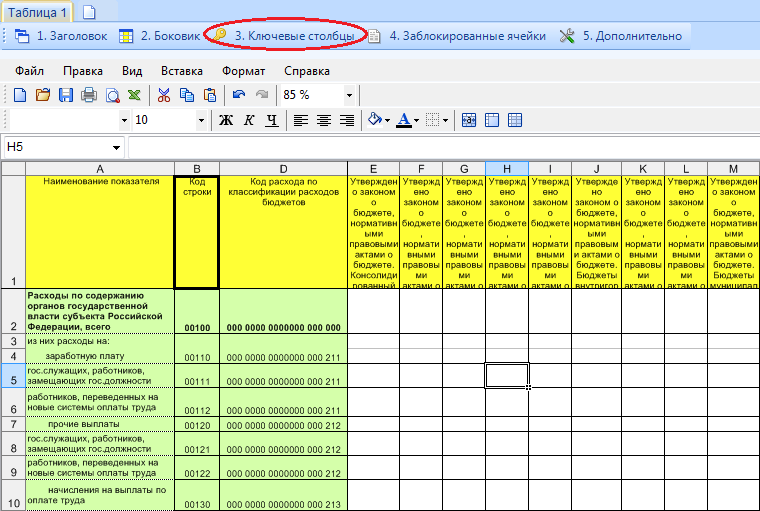 Таблица 1
1. Заголовок 2. Боковик 3. Ключевые столбцы 4. Заблокированные ячейки 5. Дополнительно
Файл Правка Вид Вставка Формат Справка
85 %
10 Ж К Ч
H5
A B D E F G H I J K L M
1
Наименование показателя
Код
строки
Код расхода по
классификации расходов
бюджетов
Утвержден
о законом
о
бюджете,
нормативн
ыми
правовыми
актами о
бюджете.
Консолиди
рованный
Утвержд
ено
законом
о
бюджете
,
нормати
вными
правовы
ми
актами о
Утвержд
ено
законом
о
бюджете
,
нормати
вными
правовы
ми
актами о
Утвержд
ено
законом
о
бюджете
,
нормати
вными
правовы
ми
актами о
Утвержд
ено
законом
о
бюджете
,
нормати
вными
правовы
ми
актами о
Утвержде
но
законом о
бюджете,
норматив
ными
правовым
и актами о
бюджете.
Бюджеты
внутригор
Утвержд
ено
законом
о
бюджете
,
нормати
вными
правовы
ми
актами о
Утвержд
ено
законом
о
бюджете
,
нормати
вными
правовы
ми
актами о
Утвержден
о законом
о
бюджете,
нормативн
ыми
правовыми
актами о
бюджете.
Бюджеты
муниципал
Расходы по содержанию
органов государственной
власти субъекта Российской
Федерации, всего
2 00100 000 0000 0000000 000 000
3 из них расходы на:
4 заработную плату 00110 000 0000 0000000 000 211
гос.служащих, работников,
5 замещающих гос.должности 00111 000 0000 0000000 000 211
работников, переведенных на
6 новые системы оплаты труда 00112 000 0000 0000000 000 211
7 прочие выплаты 00120 000 0000 0000000 000 212
гос.служащих, работников,
8 замещающих гос.должности 00121 000 0000 0000000 000 212
работников, переведенных на
9 новые системы оплаты труда 00122 000 0000 0000000 000 212
начисления на выплаты по
10 оплате труда 00130 000 0000 0000000 000 213